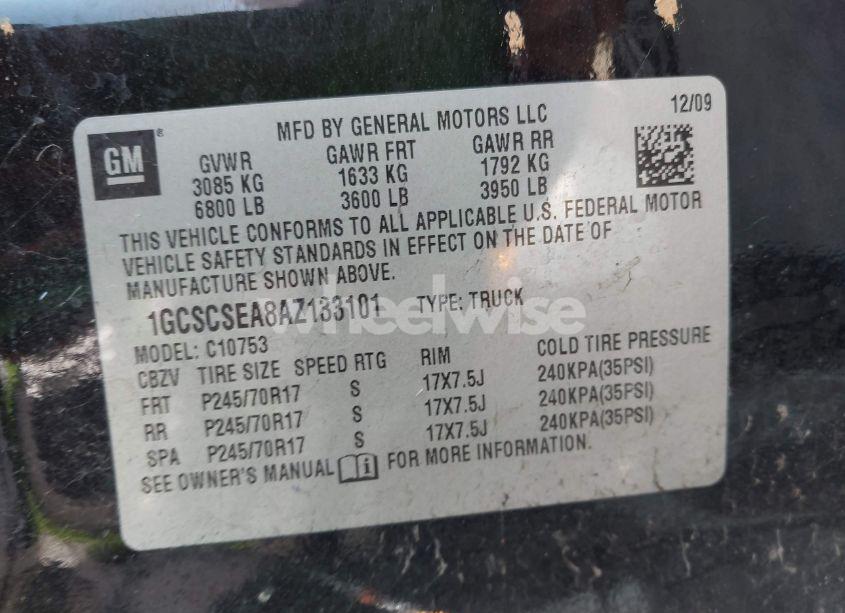 MFD BY GENERAL MOTORS LLC 12/09
GM®
GVWR GAWR FRT GAWR RR
3085 KG 1633 KG 1792 KG
6800 LB 3600 LB 3950 LB
THIS VEHICLE CONFORMS TO ALL APPLICABLE U.S. FEDERAL MOTOR
VEHICLE SAFETY STANDARDS IN EFFECT ON THE DATE OF
MANUFACTURE SHOWN ABOVE.
1GCSCSEA8AZ133101 TYPE: TRUCK
wheelwise
MODEL: C10753
CBZV TIRE SIZE SPEED RTG RIM COLD TIRE PRESSURE
FRT P245/70R17 S 17X7.5J 240KPA(35PSI)
RR P245/70R17 S 17X7.5J 240KPA(35PSI)
SPA P245/70R17 S 17X7.5J 240KPA(35PSI)
SEE OWNER'S MANUAL FOR MORE INFORMATION.